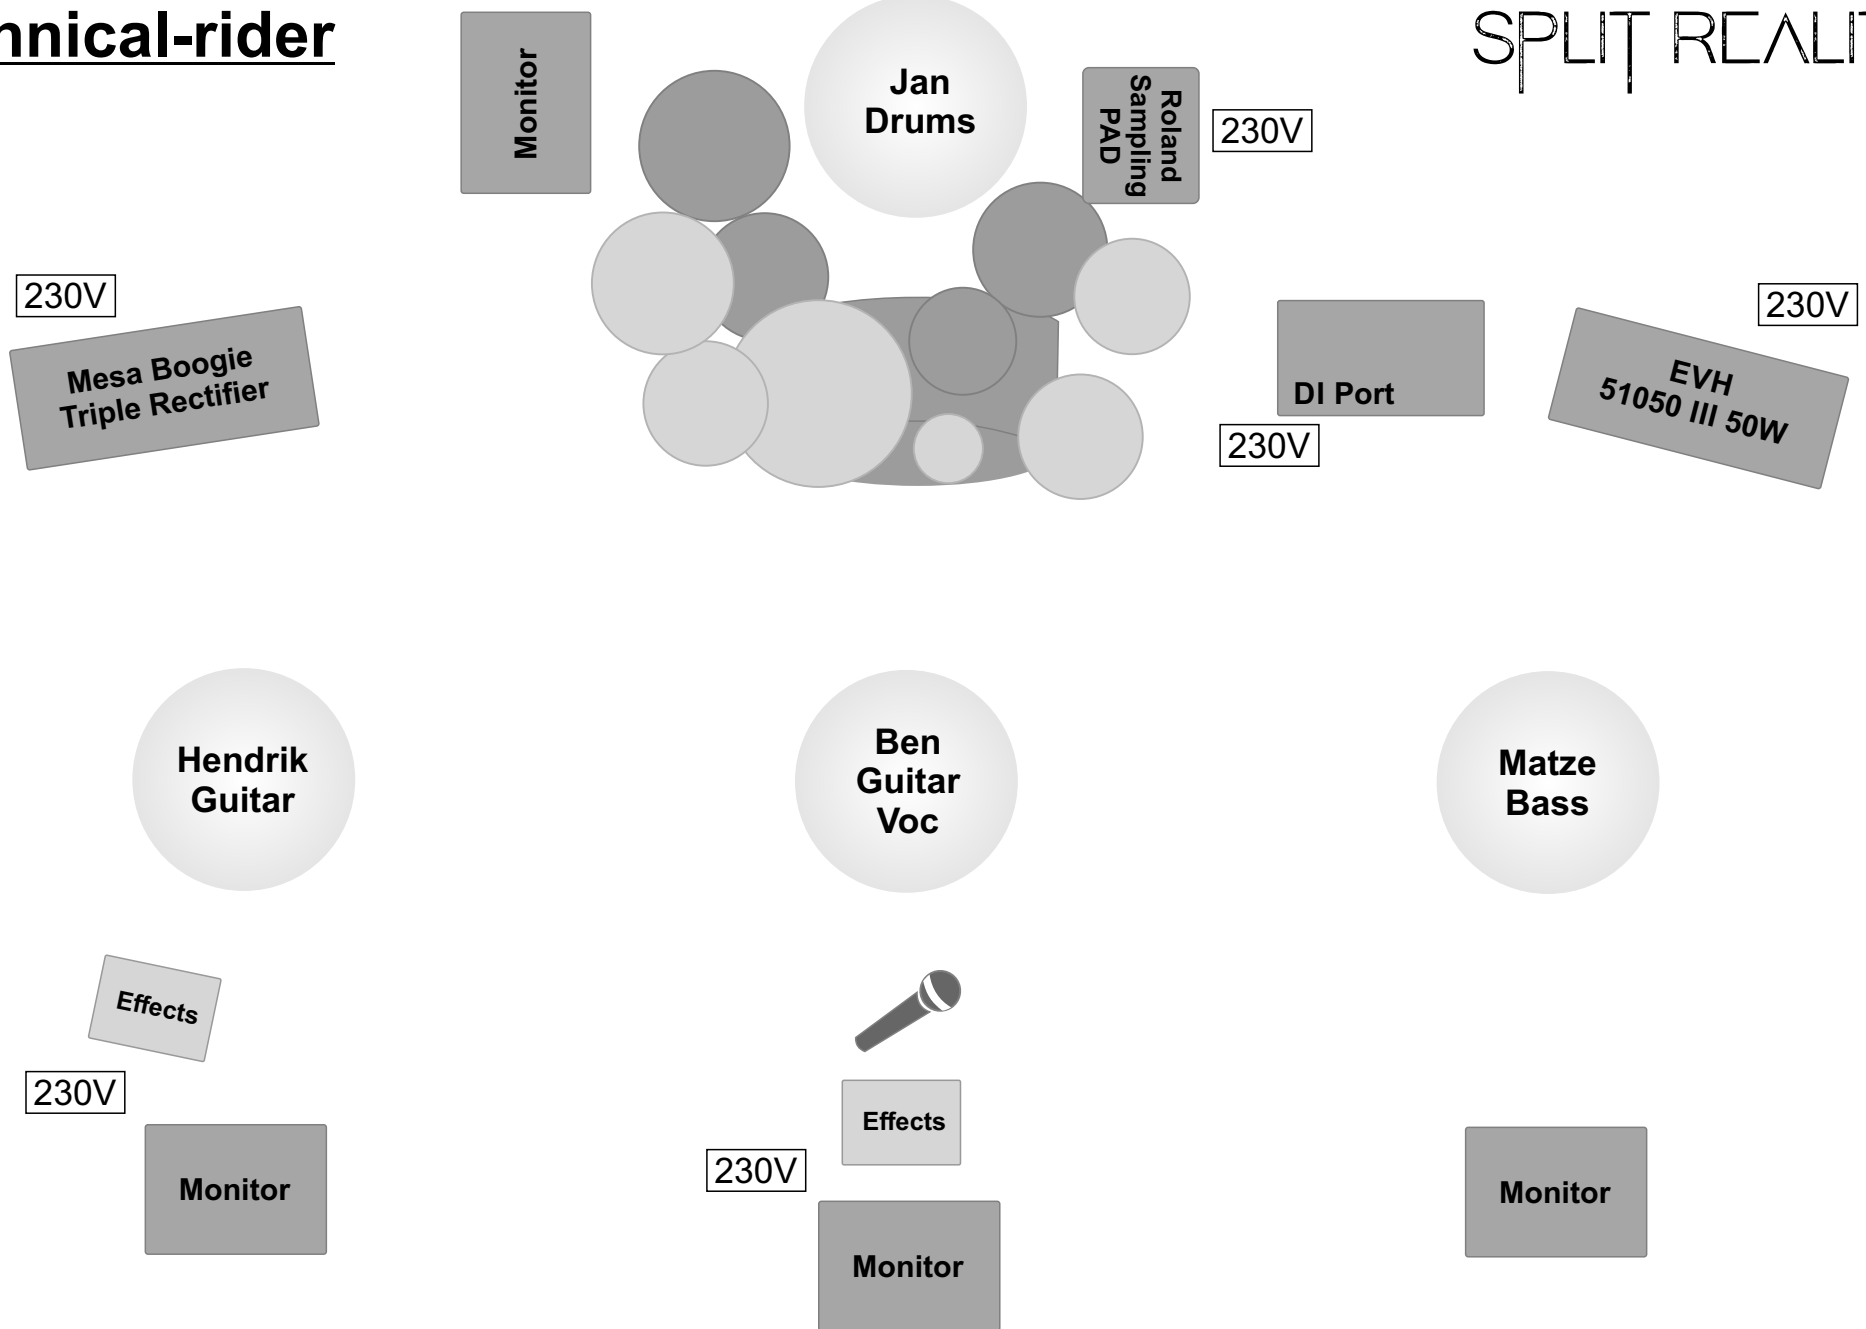 hnical-rider
SPLIT REALIT
Monitor
Jan
Drums
Roland
Sampling
PAD
230V
230V
Mesa Boogie
Triple Rectifier
DI Port
230V
230V
EVH
51050 III 50W
Hendrik
Guitar
Ben
Guitar
Voc
Matze
Bass
Effects
230V
Monitor
Effects
230V
Monitor
Monitor